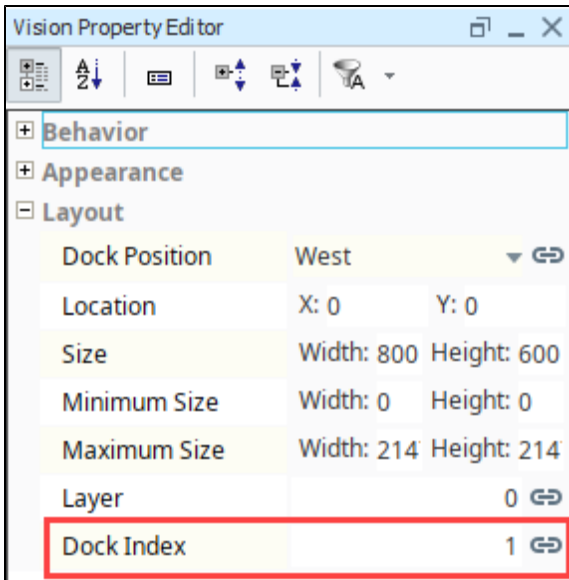 Vision Property Editor
Behavior
Appearance
Layout
Dock Position West
Location X: 0 Y: 0
Size Width: 800 Height: 600
Minimum Size Width: 0 Height: 0
Maximum Size Width: 214 Height: 214
Layer 0
Dock Index 1